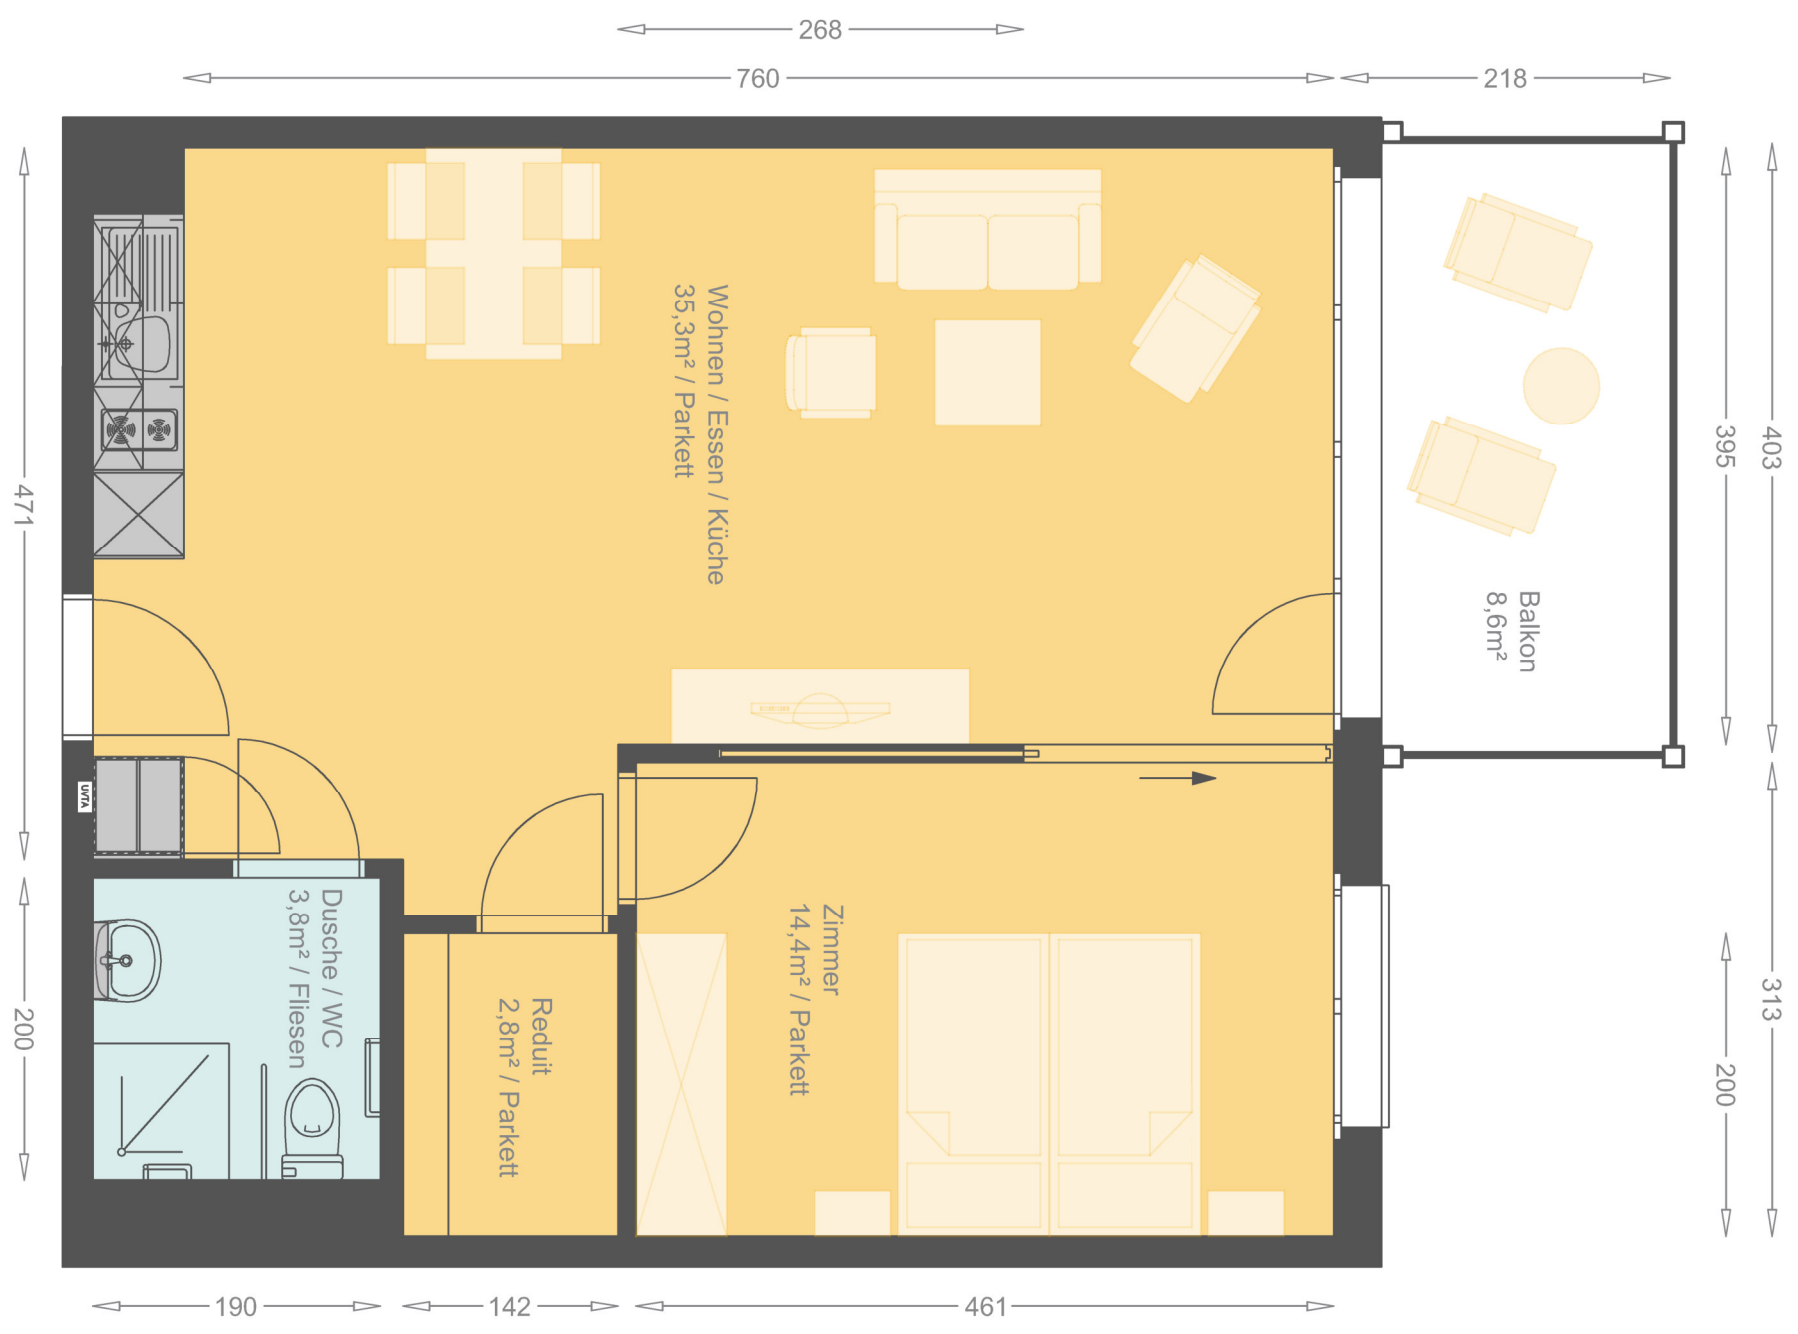 268
760
218
471
200
Wohnen / Essen / Küche
35,3m² / Parkett
Balkon
8,6m²
395
403
313
200
UVTA
Dusche / WC
3,8m² / Fliesen
Reduit
2,8m² / Parkett
Zimmer
14,4m² / Parkett
190
142
461